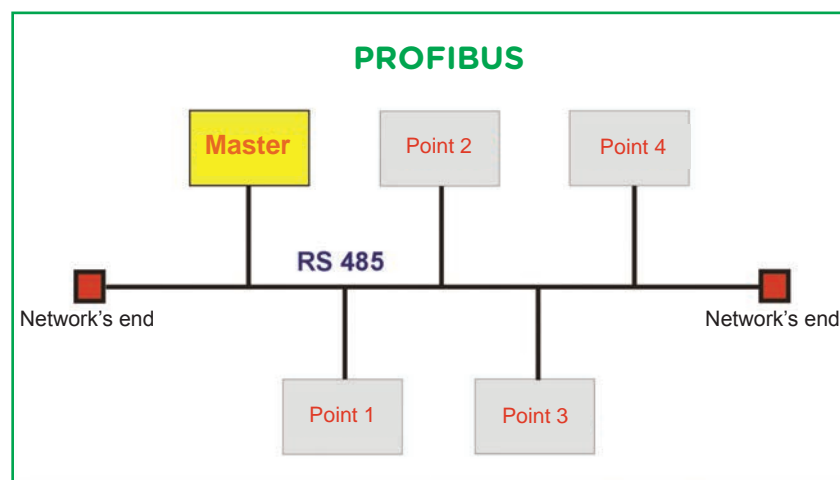 PROFIBUS
Master
Point 2
Point 4
RS 485
Network’s end
Network’s end
Point 1
Point 3